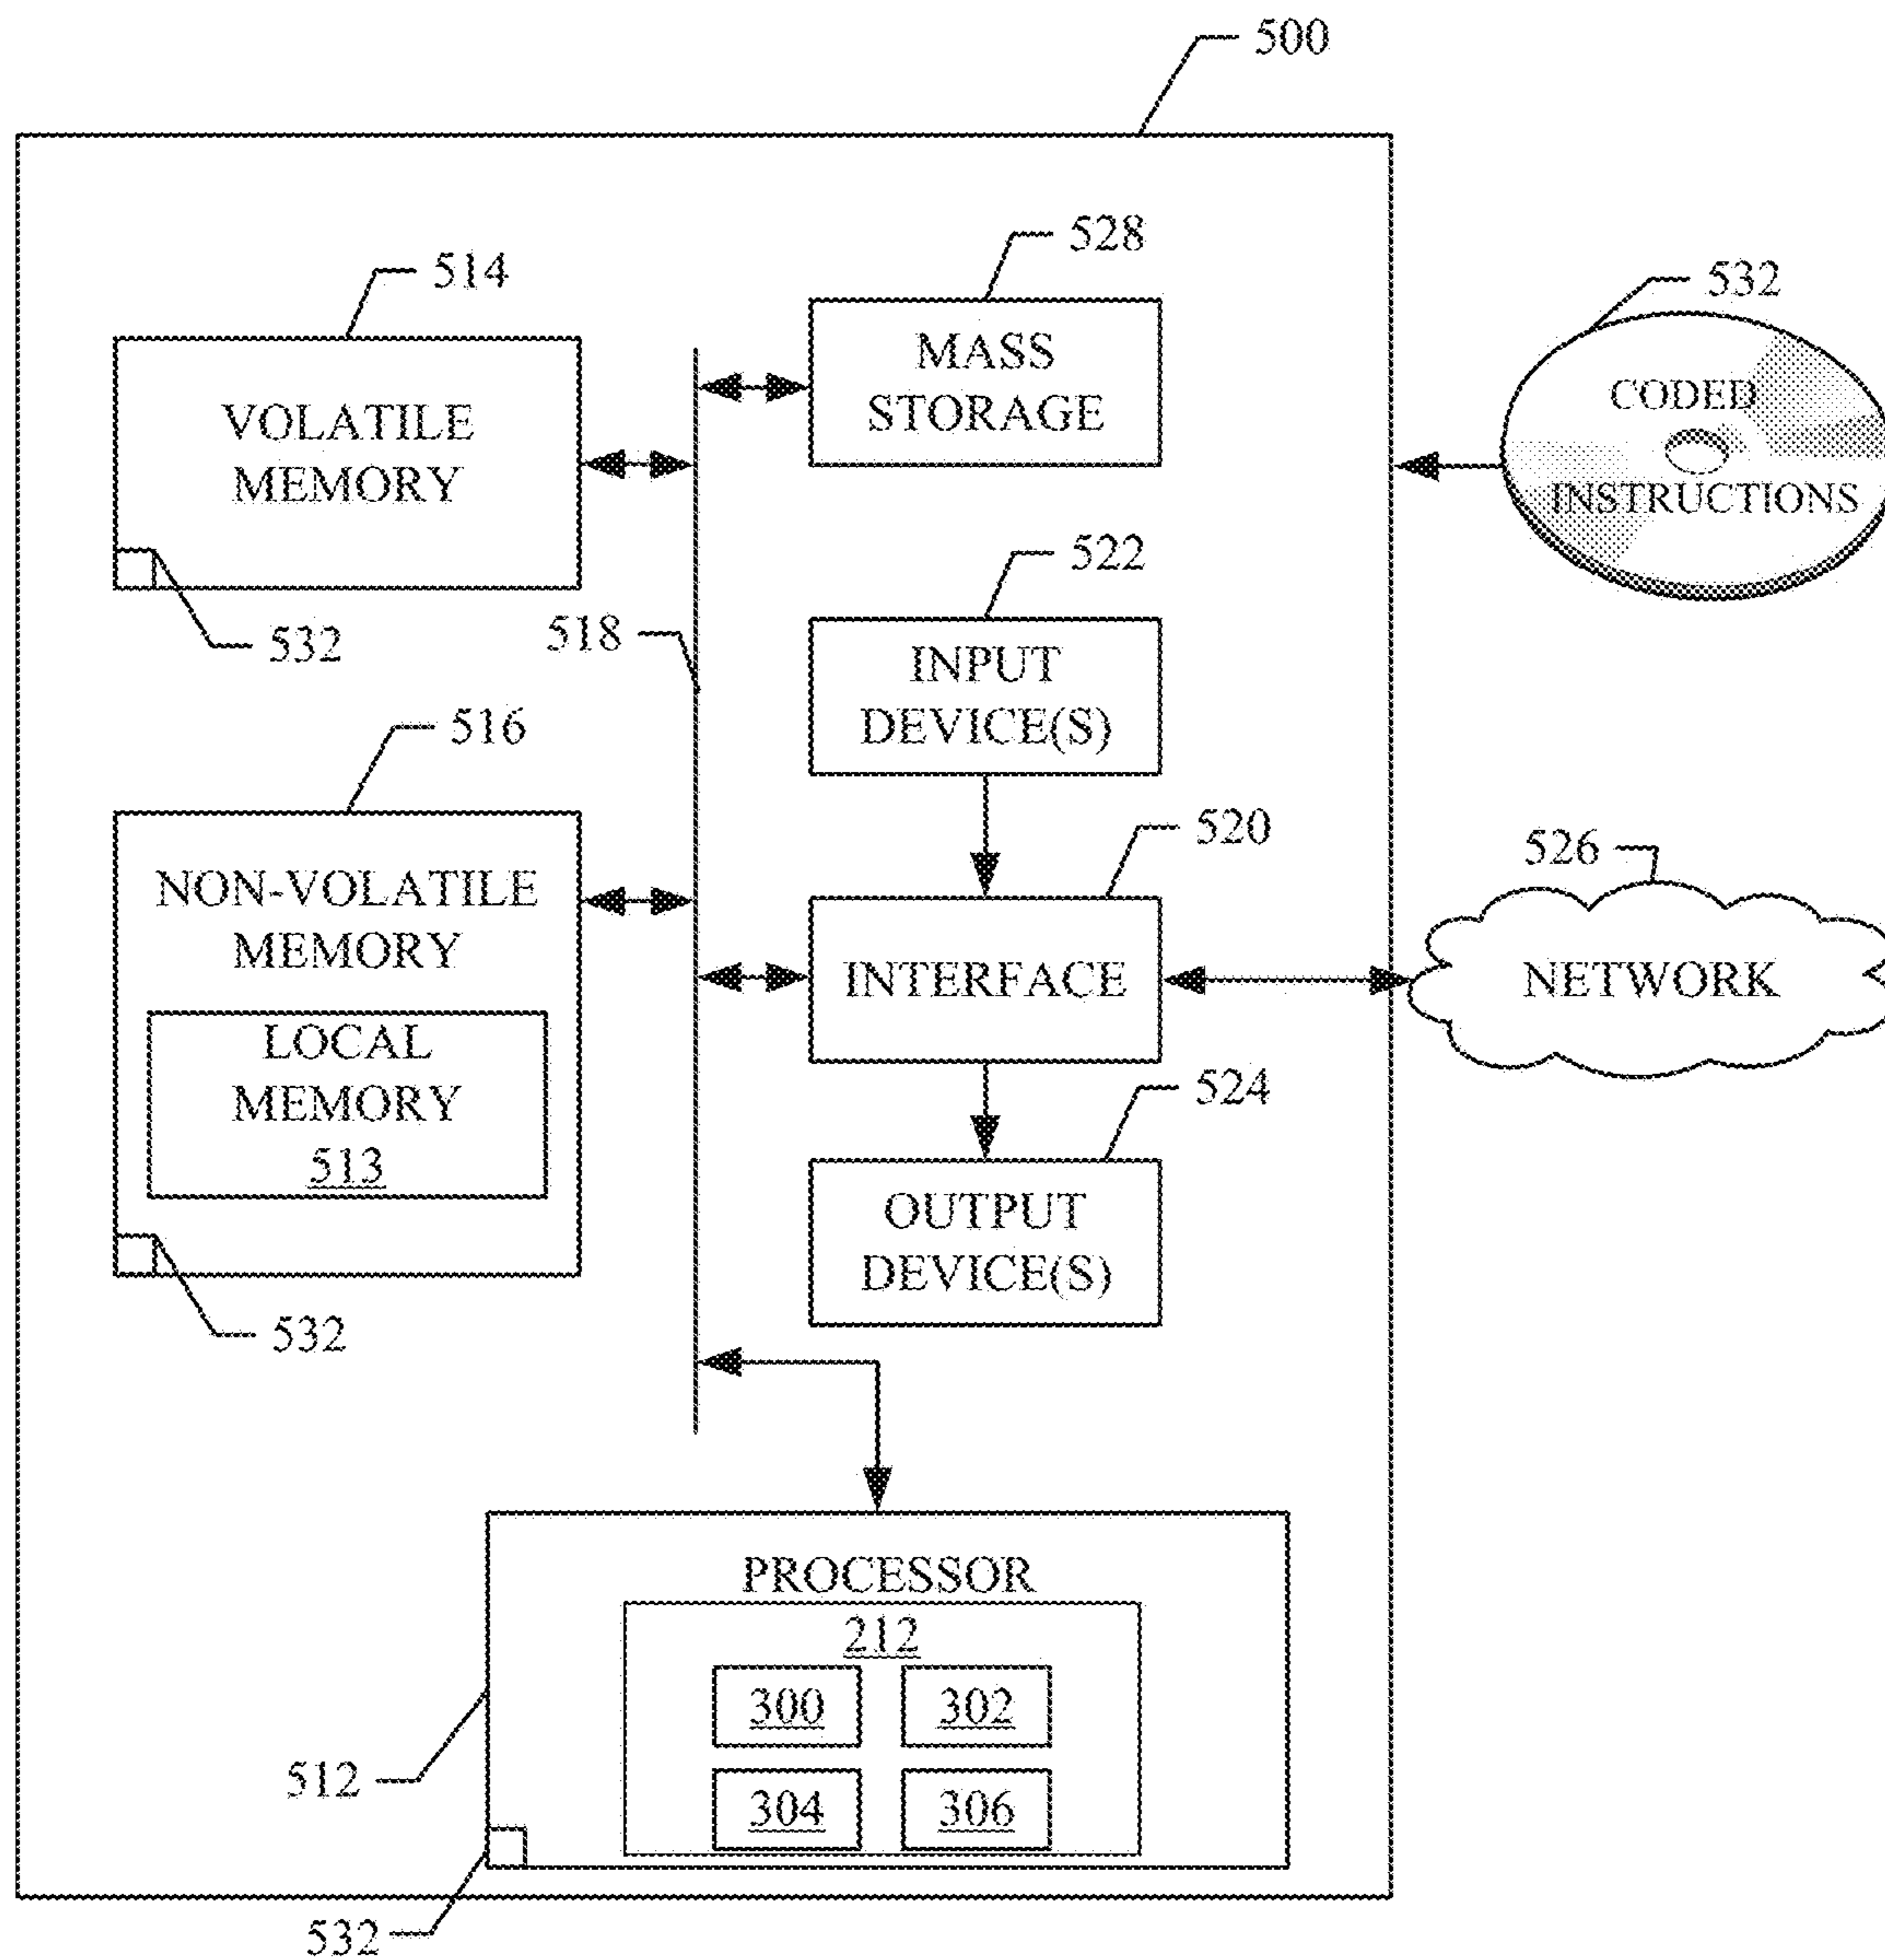 500
528
514
532
MASS
STORAGE
CODED
INSTRUCTIONS
VOLATILE
MEMORY
522
532
518
INPUT
DEVICE(S)
516
520
526
NON-VOLATILE
MEMORY
INTERFACE
NETWORK
LOCAL
MEMORY
513
524
OUTPUT
DEVICE(S)
532
PROCESSOR
212
300
302
512
304
306
532